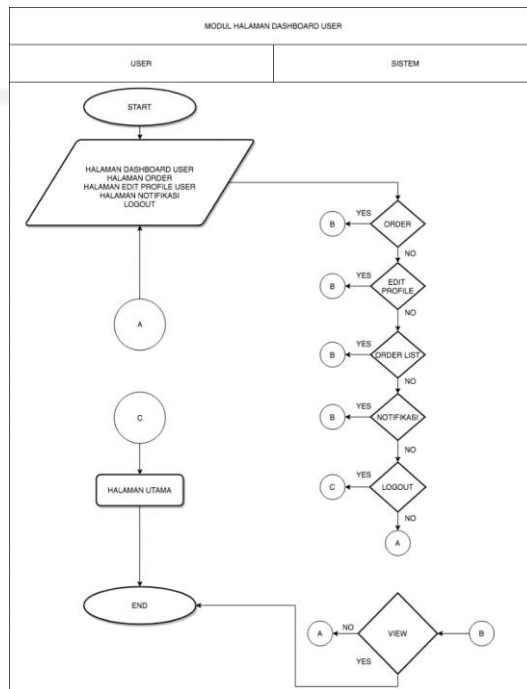 MODUL HALAMAN DASHBOARD USER
USER
SISTEM
START
HALAMAN DASHBOARD USER
HALAMAN ORDER
HALAMAN EDIT PROFILE USER
HALAMAN NOTIFIKASI
LOGOUT
B
YES
ORDER
NO
B
YES
EDIT
PROFILE
NO
A
B
YES
ORDER LIST
NO
C
B
YES
NOTIFIKASI
NO
HALAMAN UTAMA
C
YES
LOGOUT
NO
A
END
A
NO
VIEW
B
YES